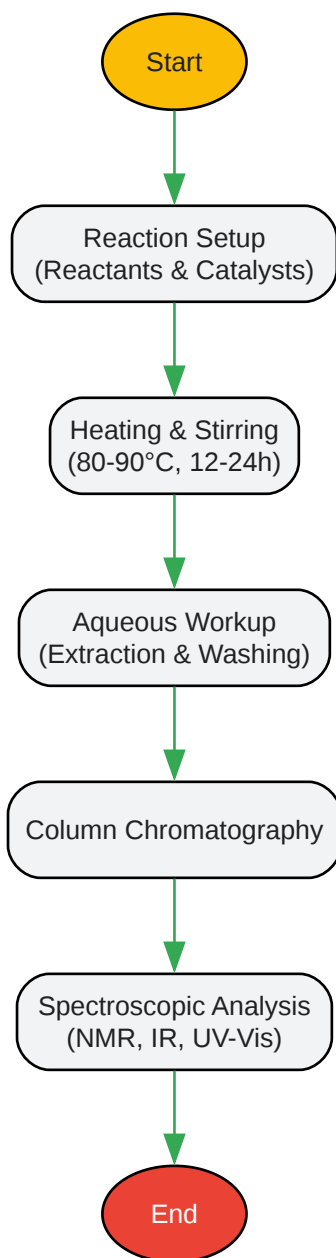 Start
Reaction Setup
(Reactants & Catalysts)
Heating & Stirring
(80-90°C, 12-24h)
Aqueous Workup
(Extraction & Washing)
Column Chromatography
Spectroscopic Analysis
(NMR, IR, UV-Vis)
End